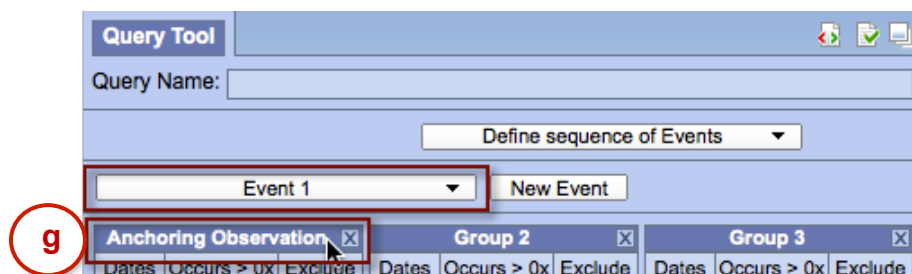 Query Tool
Query Name:
Define sequence of Events
Event 1 New Event
g Anchoring Observation Group 2 Group 3
Dates Occurs > 0x Exclude Dates Occurs > 0x Exclude Dates Occurs > 0x Exclude